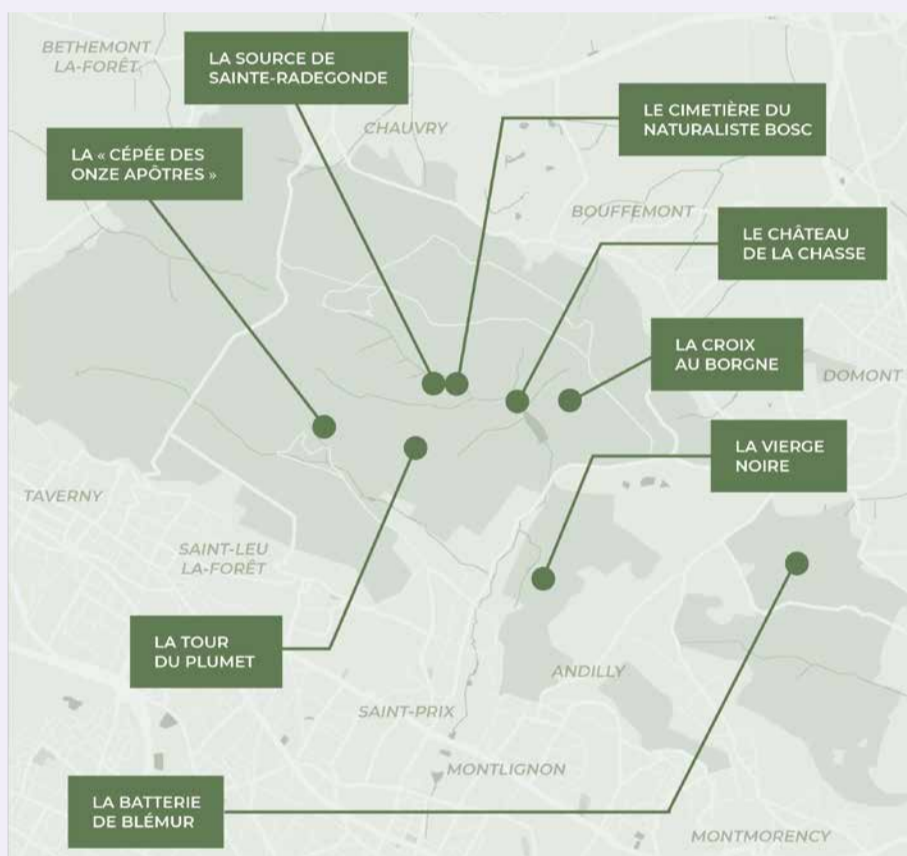 BETHEMONT
LA-FORÊT
LA SOURCE DE
SAINTE-RADEGONDE
CHAUVRY
LE CIMETIÈRE DU
NATURALISTE BOSC
LA « CÉPÉE DES
ONZE APÔTRES »
BOUFFEMONT
LE CHÂTEAU
DE LA CHASSE
LA CROIX
AU BORGNE
DOMONT
LA VIERGE
NOIRE
TAVERNY
SAINT-LEU
LA-FORÊT
LA TOUR
DU PLUMET
ANDILLY
SAINT-PRIX
MONTLIGNON
LA BATTERIE
DE BLÉMUR
MONTMORENCY